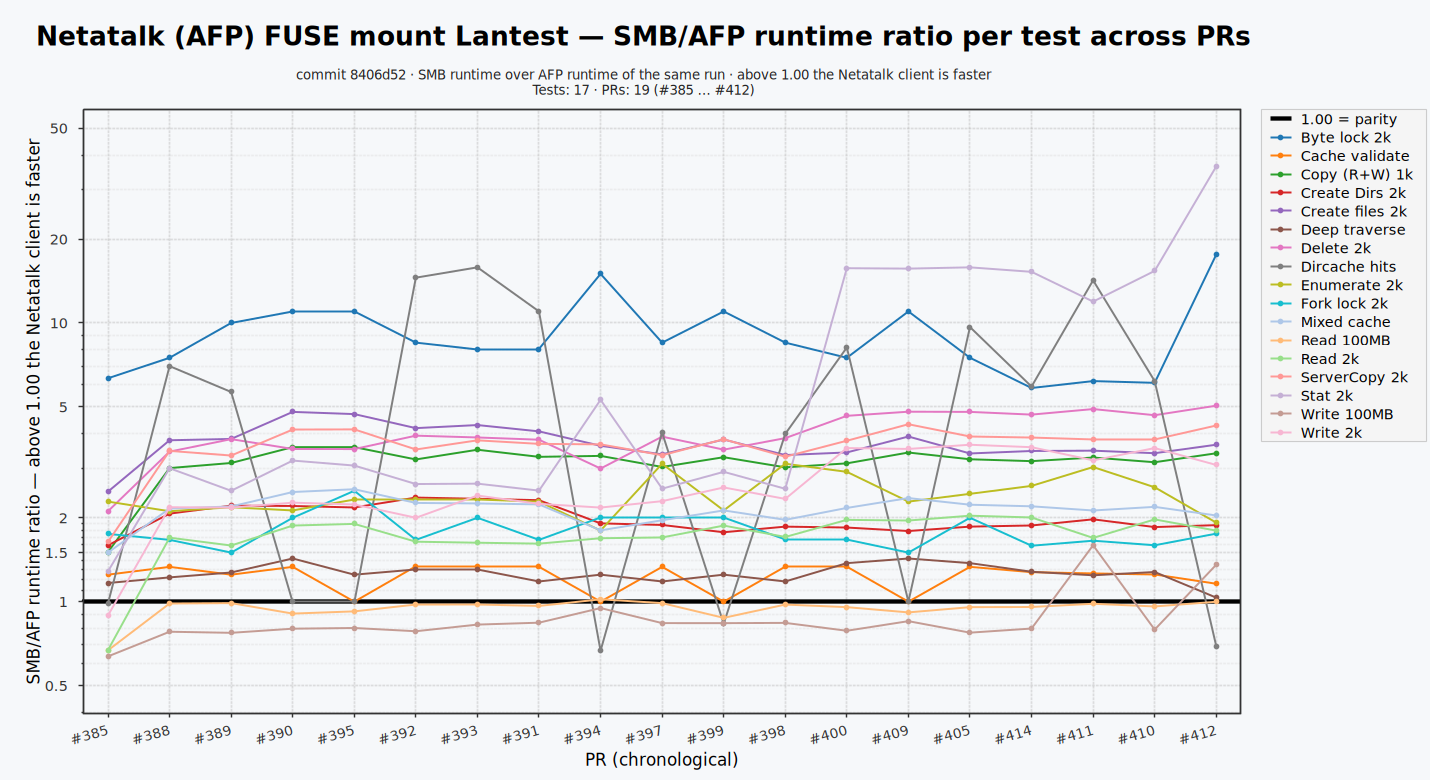 Netatalk (AFP) FUSE mount Lantest — SMB/AFP runtime ratio per test across PRs
commit 8406d52 · SMB runtime over AFP runtime of the same run · above 1.00 the Netatalk client is faster
Tests: 17 · PRs: 19 (#385 ... #412)
SMB/AFP runtime ratio — above 1.00 the Netatalk client is faster
50
20
10
5
2
1.5
1
0.5
#385
#388
#389
#390
#395
#392
#393
#391
#394
#397
#399
#398
#400
#409
#405
#414
#411
#410
#412
PR (chronological)
1.00 = parity
Byte lock 2k
Cache validate
Copy (R+W) 1k
Create Dirs 2k
Create files 2k
Deep traverse
Delete 2k
Dircache hits
Enumerate 2k
Fork lock 2k
Mixed cache
Read 100MB
Read 2k
ServerCopy 2k
Stat 2k
Write 100MB
Write 2k